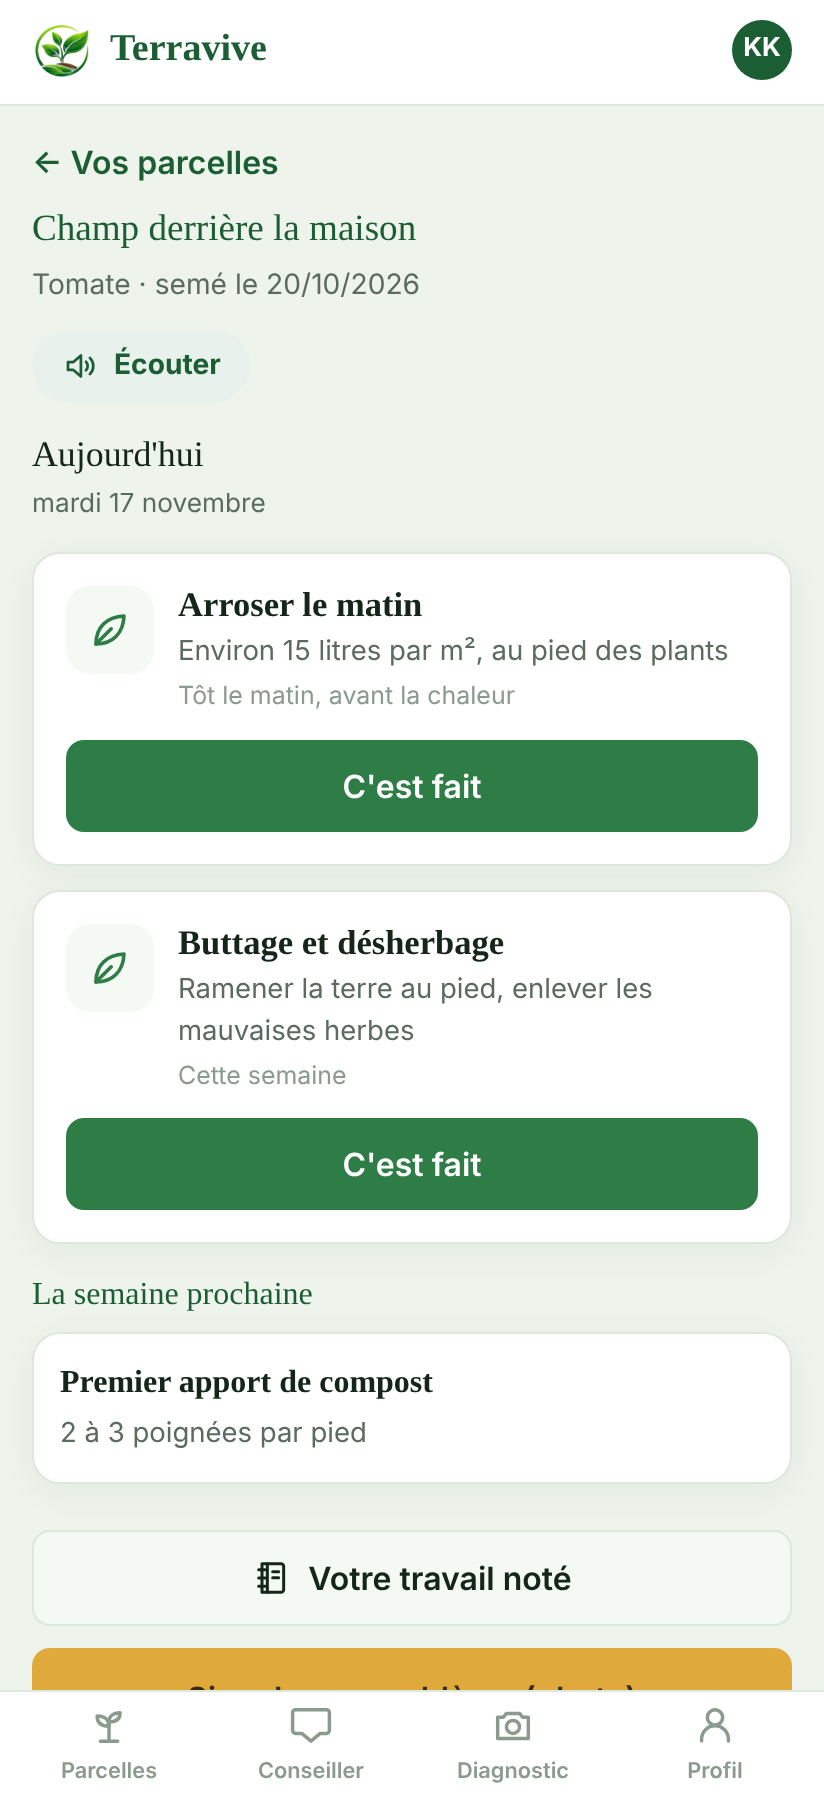 Terravive
KK
← Vos parcelles
Champ derrière la maison
Tomate · semé le 20/10/2026
Écouter
Aujourd'hui
mardi 17 novembre
Arroser le matin
Environ 15 litres par m², au pied des plants
Tôt le matin, avant la chaleur
C'est fait
Buttage et désherbage
Ramener la terre au pied, enlever les
mauvaises herbes
Cette semaine
C'est fait
La semaine prochaine
Premier apport de compost
2 à 3 poignées par pied
Votre travail noté
Parcelles
Conseiller
Diagnostic
Profil